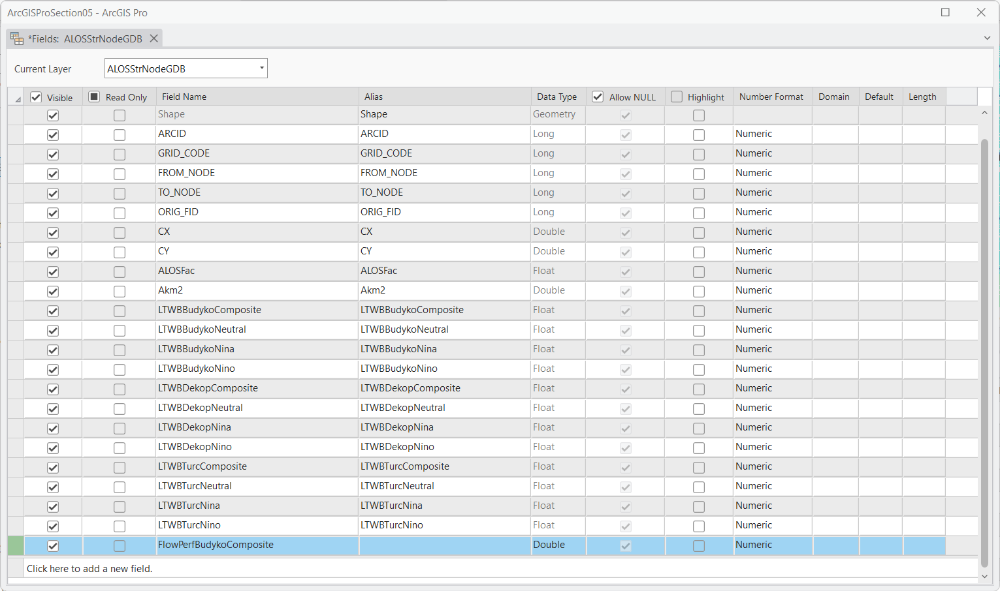 ArcGISProSection05 - ArcGIS Pro
*Fields: ALOSStrNodeGDB
Current Layer ALOSStrNodeGDB
Visible Read Only Field Name Alias Data Type Allow NULL Highlight Number Format Domain Default Length
Shape Shape Geometry
ARCID ARCID Long Numeric
GRID_CODE GRID_CODE Long Numeric
FROM_NODE FROM_NODE Long Numeric
TO_NODE TO_NODE Long Numeric
ORIG_FID ORIG_FID Long Numeric
CX CX Double Numeric
CY CY Double Numeric
ALOSFac ALOSFac Float Numeric
Akm2 Akm2 Double Numeric
LTWBBudykoComposite LTWBBudykoComposite Float Numeric
LTWBBudykoNeutral LTWBBudykoNeutral Float Numeric
LTWBBudykoNina LTWBBudykoNina Float Numeric
LTWBBudykoNino LTWBBudykoNino Float Numeric
LTWBDekopComposite LTWBDekopComposite Float Numeric
LTWBDekopNeutral LTWBDekopNeutral Float Numeric
LTWBDekopNina LTWBDekopNina Float Numeric
LTWBDekopNino LTWBDekopNino Float Numeric
LTWBTurcComposite LTWBTurcComposite Float Numeric
LTWBTurcNeutral LTWBTurcNeutral Float Numeric
LTWBTurcNina LTWBTurcNina Float Numeric
LTWBTurcNino LTWBTurcNino Float Numeric
FlowPerfBudykoComposite Double Numeric
Click here to add a new field.